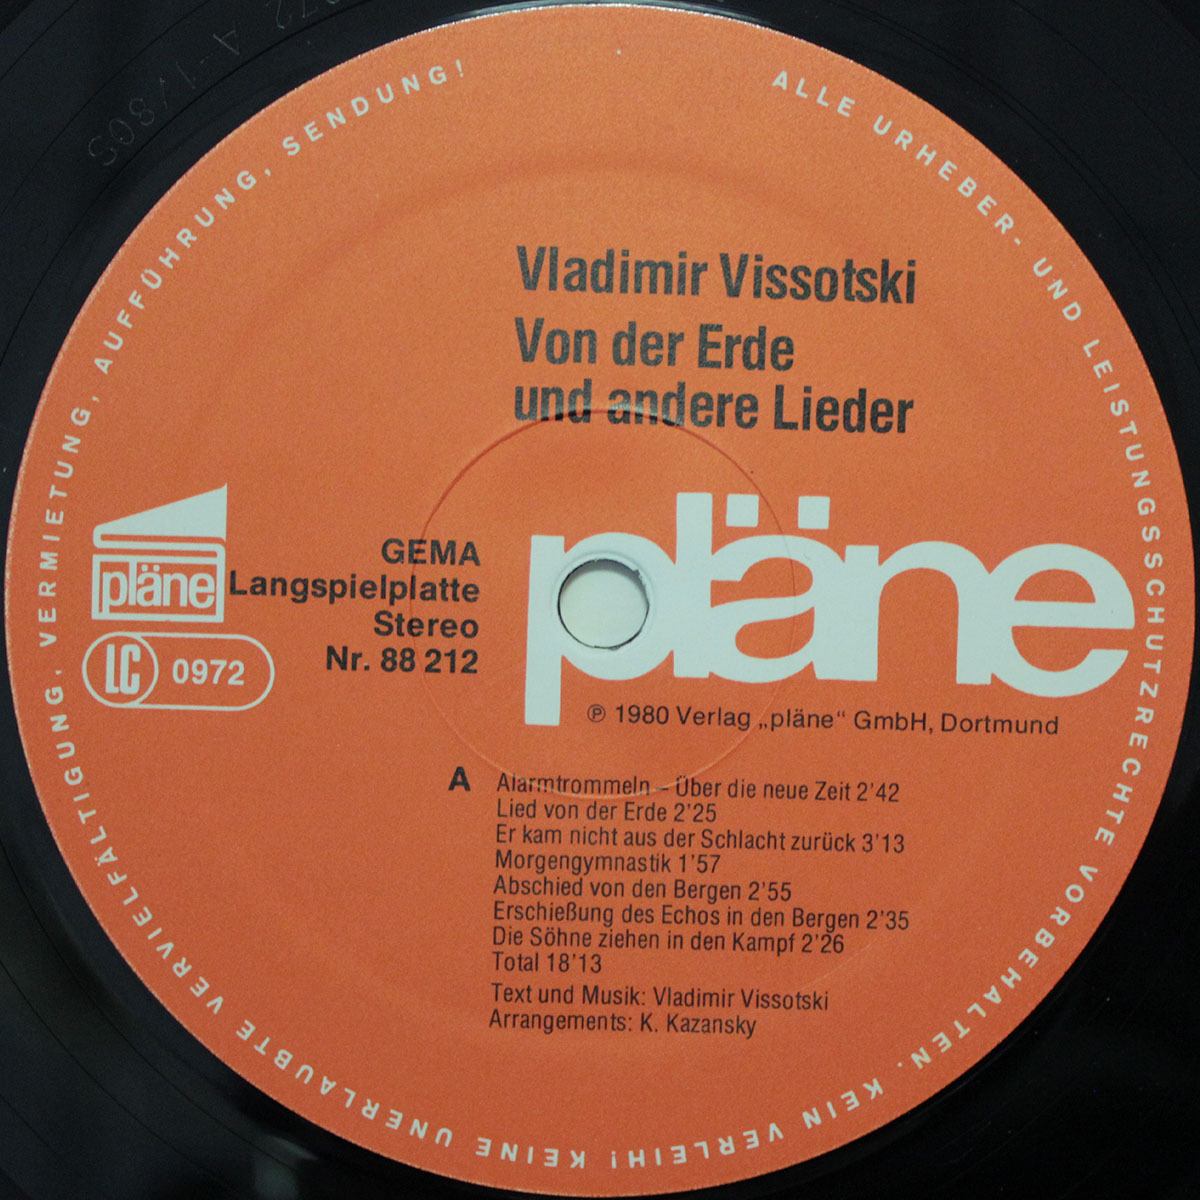 ALLE URHEBER- UND LEISTUNGSSCHUTZRECHTE VORBEHALTEN. KEIN VERLEIH! KEINE UNERLAUBTE VERVIELFÄLTIGUNG, VERMIETUNG, AUFFÜHRUNG, SENDUNG!
Vladimir Vissotski
Von der Erde
und andere Lieder
pläne
GEMA
Langspielplatte
Stereo
Nr. 88 212
LC 0972
pläne
℗ 1980 Verlag „pläne“ GmbH, Dortmund
A
Alarmtrommeln – Über die neue Zeit 2'42
Lied von der Erde 2'25
Er kam nicht aus der Schlacht zurück 3'13
Morgengymnastik 1'57
Abschied von den Bergen 2'55
Erschießung des Echos in den Bergen 2'35
Die Söhne ziehen in den Kampf 2'26
Total 18'13
Text und Musik: Vladimir Vissotski
Arrangements: K. Kazansky